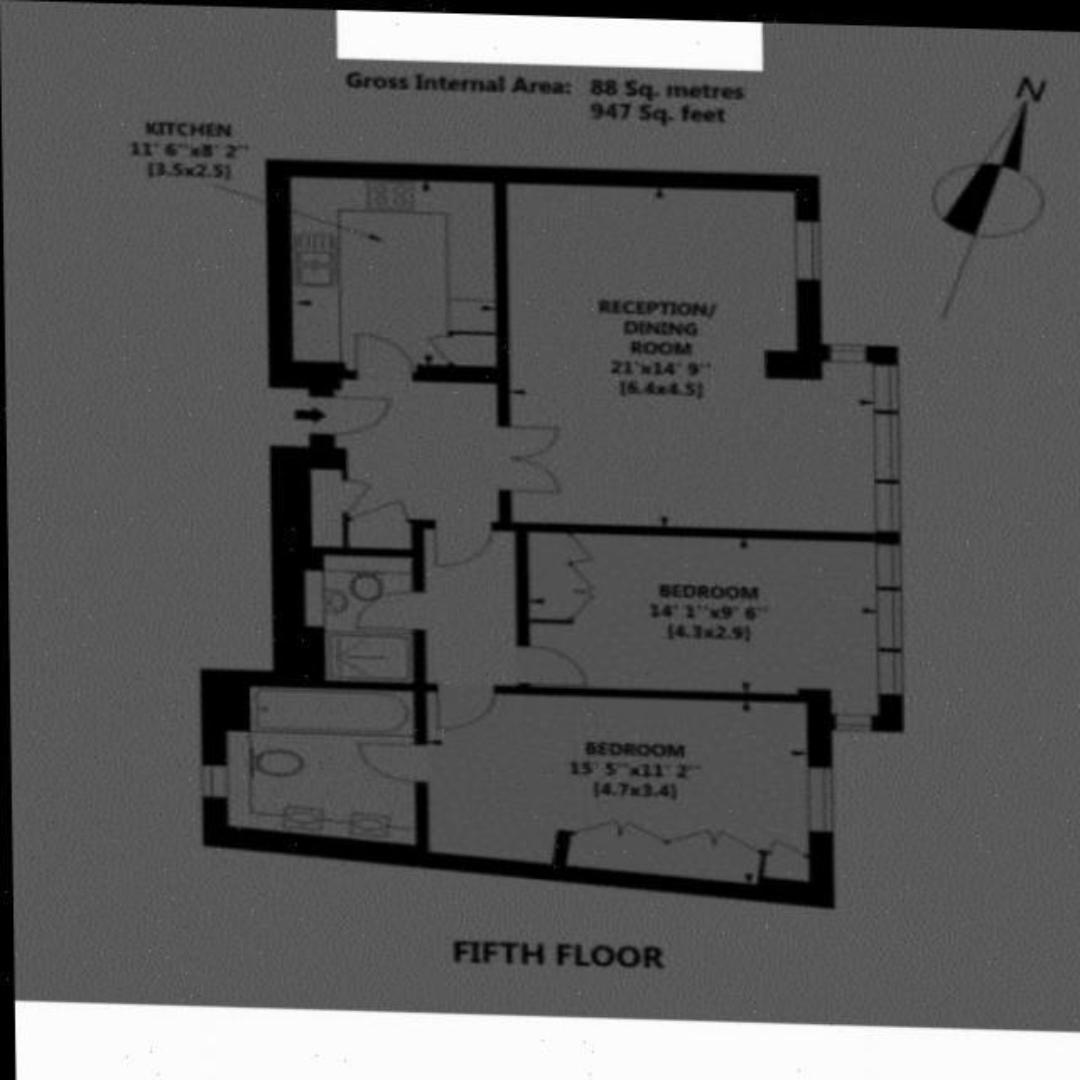 Gross Internal Area: 88 Sq. metres
947 Sq. feet
N
KITCHEN
11' 6''x8' 2''
[3.5x2.5]
RECEPTION/
DINING
ROOM
21'x14' 9''
[6.4x4.5]
BEDROOM
14' 1''x9' 6''
[4.3x2.9]
BEDROOM
15' 5''x11' 2''
[4.7x3.4]
FIFTH FLOOR